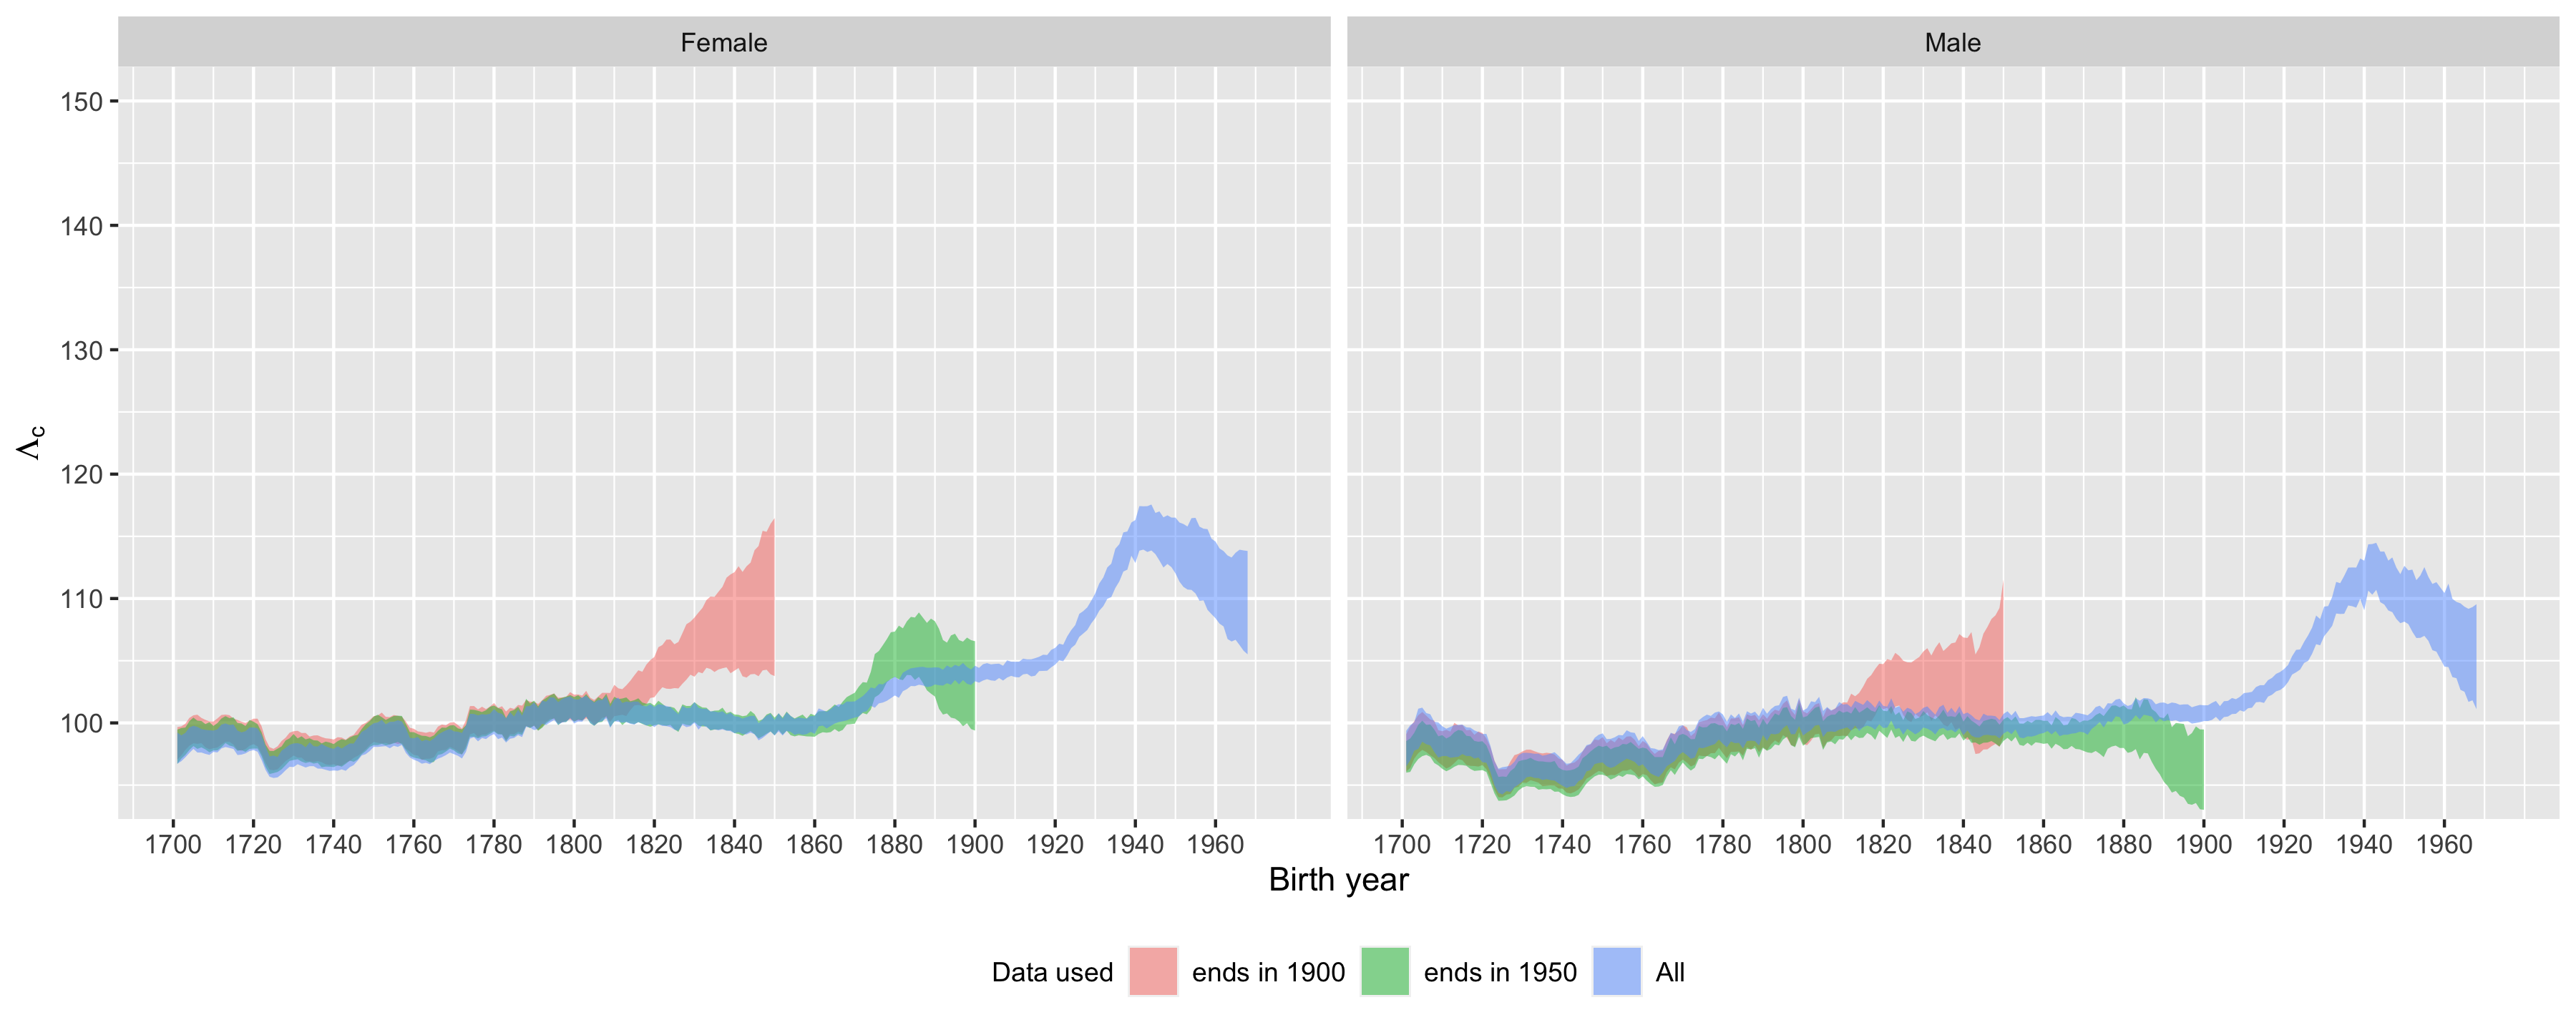 Female Male
150
140
130
120
110
100
Λc
1700 1720 1740 1760 1780 1800 1820 1840 1860 1880 1900 1920 1940 1960 1700 1720 1740 1760 1780 1800 1820 1840 1860 1880 1900 1920 1940 1960
Birth year
Data used ends in 1900 ends in 1950 All